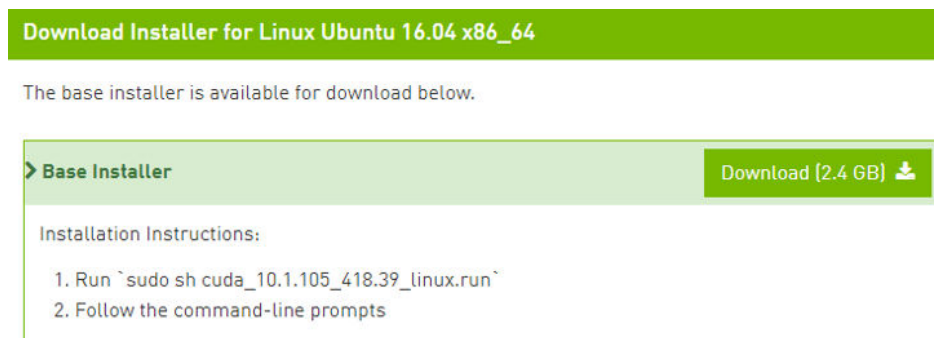 Download Installer for Linux Ubuntu 16.04 x86_64
The base installer is available for download below.
Base Installer
Download (2.4 GB)
Installation Instructions:
1. Run `sudo sh cuda_10.1.105_418.39_linux.run`
2. Follow the command-line prompts